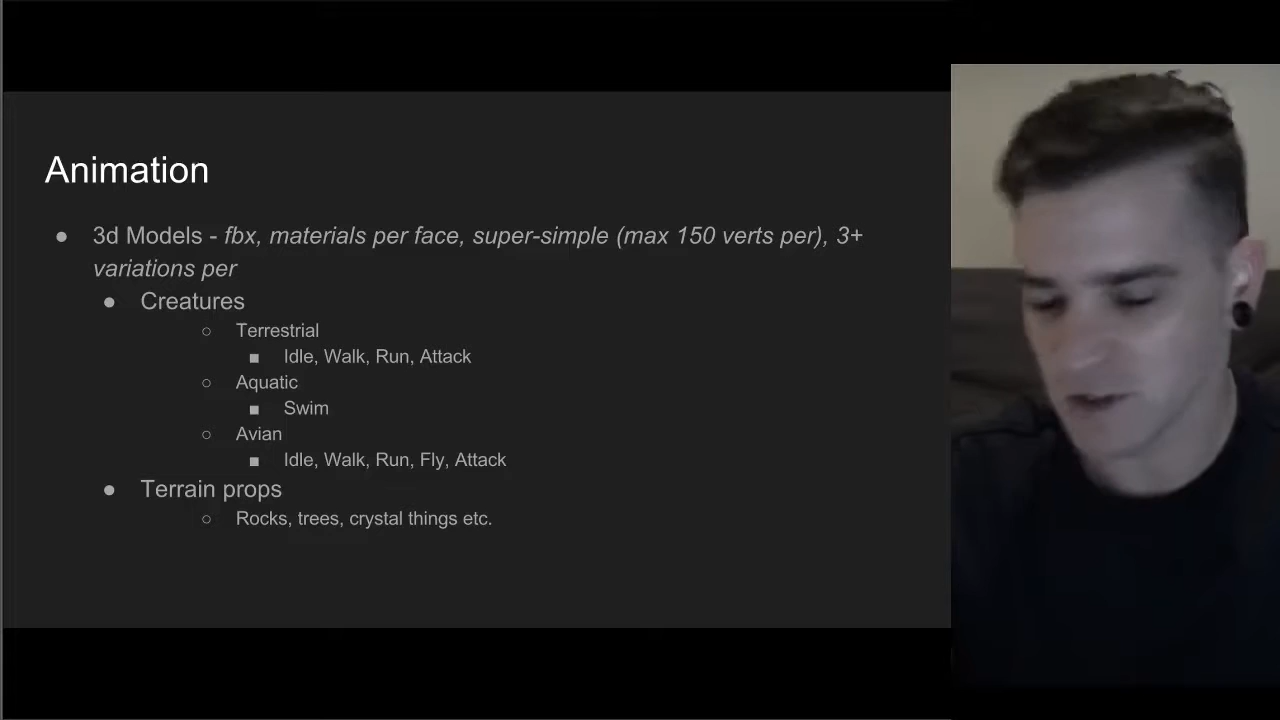 Animation
● 3d Models - fbx, materials per face, super-simple (max 150 verts per), 3+
variations per
● Creatures
○ Terrestrial
■ Idle, Walk, Run, Attack
○ Aquatic
■ Swim
○ Avian
■ Idle, Walk, Run, Fly, Attack
● Terrain props
○ Rocks, trees, crystal things etc.